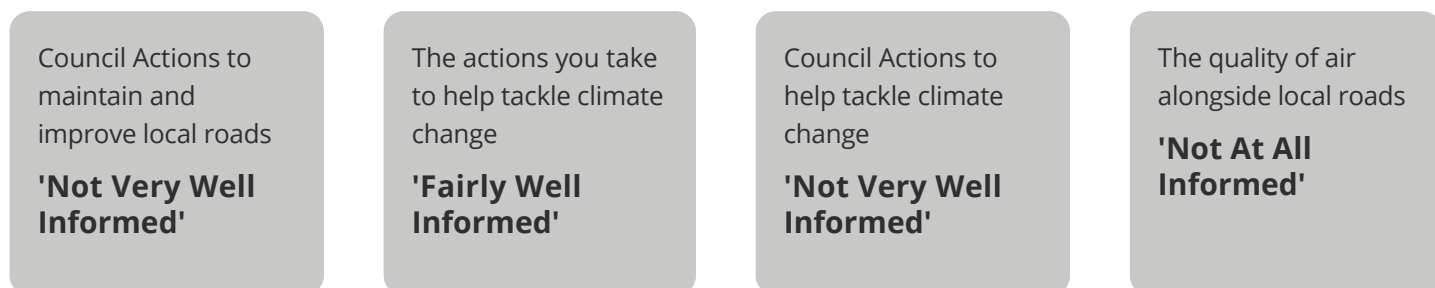 Council Actions to
maintain and
improve local roads
'Not Very Well
Informed'
The actions you take
to help tackle climate
change
'Fairly Well
Informed'
Council Actions to
help tackle climate
change
'Not Very Well
Informed'
The quality of air
alongside local roads
'Not At All
Informed'